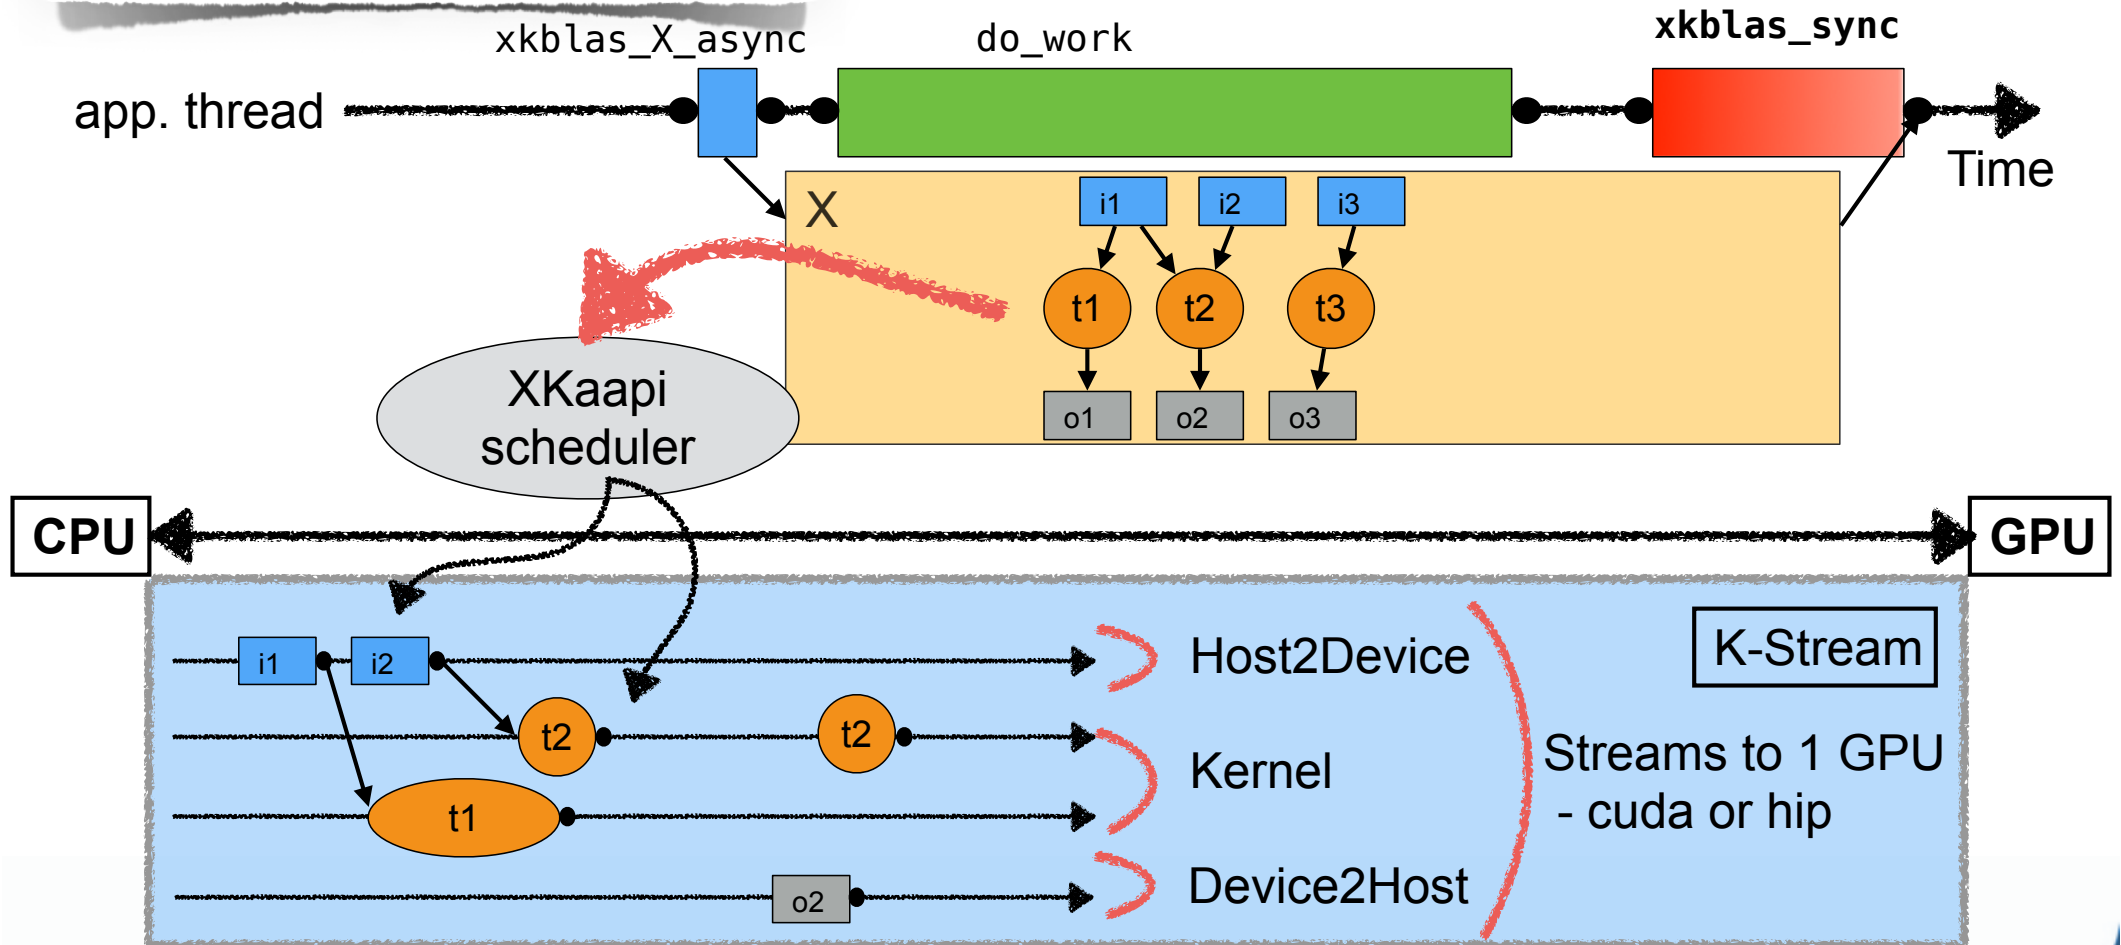 xkblas_X_async
do_work
xkblas_sync
app. thread
Time
X
i1
i2
i3
t1
t2
t3
o1
o2
o3
XKaapi
scheduler
CPU
GPU
i1
i2
Host2Device
K-Stream
t2
t2
Kernel
Streams to 1 GPU
- cuda or hip
t1
o2
Device2Host